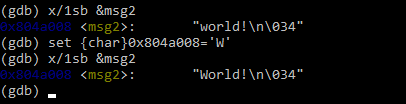 (gdb) x/1sb &msg2
0x804a008 <msg2>:        "world!\n\034"
(gdb) set {char}0x804a008='W'
(gdb) x/1sb &msg2
0x804a008 <msg2>:        "World!\n\034"
(gdb)